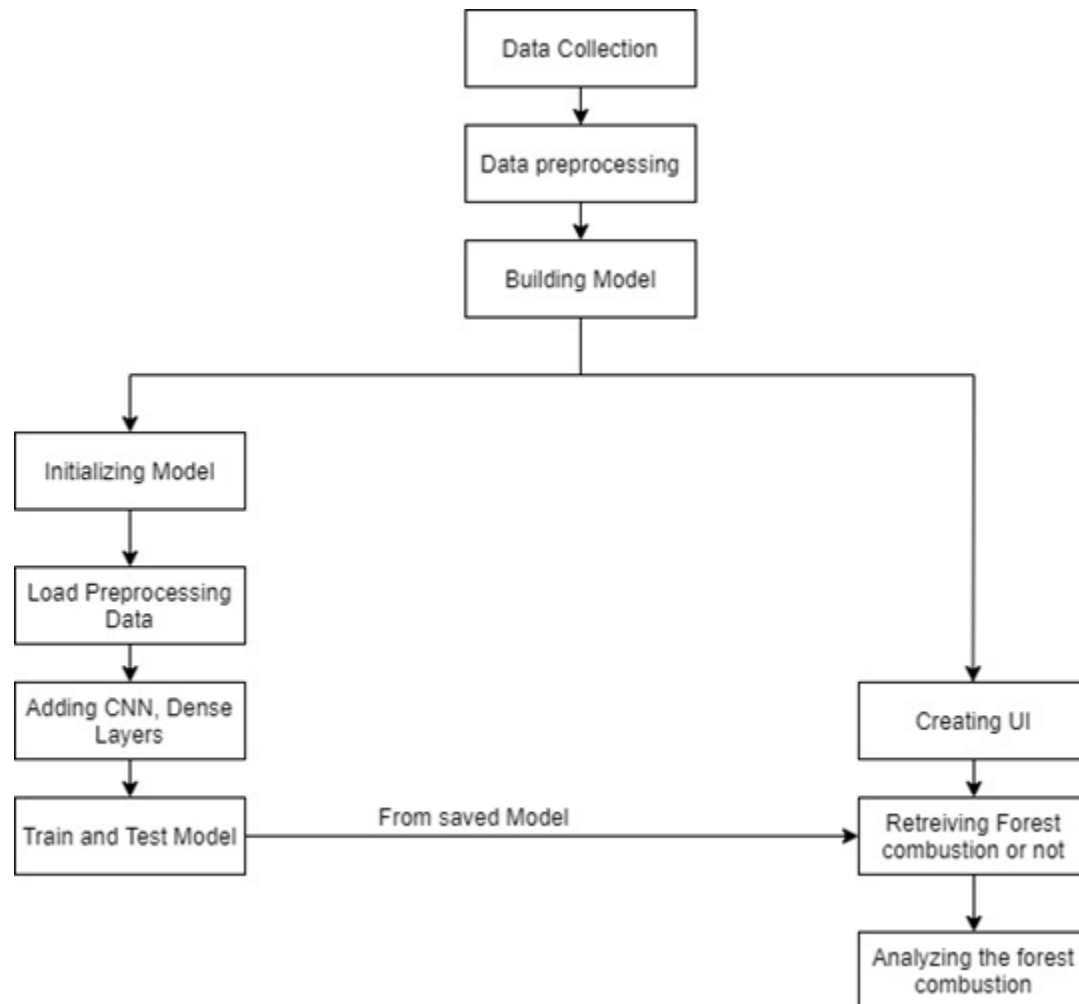 Data Collection
Data preprocessing
Building Model
Initializing Model
Load Preprocessing
Data
Adding CNN, Dense
Layers
Creating UI
Train and Test Model
From saved Model
Retreiving Forest
combustion or not
Analyzing the forest
combustion